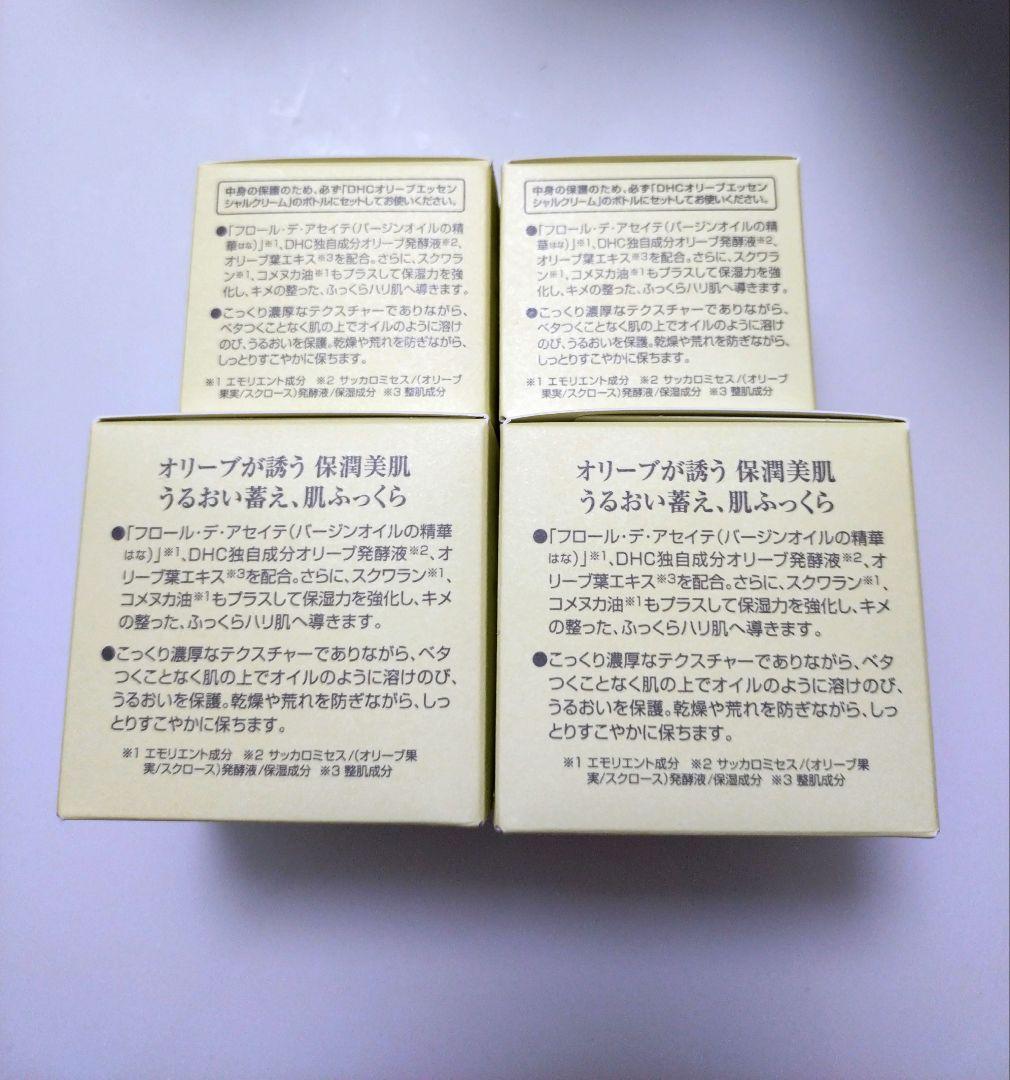 中身の保護のため、必ず「DHCオリーブエッセン
シャルクリーム」のボトルにセットしてお使いください。
●「フロール・デ・アセイテ(バージンオイルの精
華はな)」※1、DHC独自成分オリーブ発酵液※2、
オリーブ葉エキス※3を配合。さらに、スクワラ
ン※1、コメヌカ油※1もプラスして保湿力を強
化し、キメの整った、ふっくらハリ肌へ導きます。
●こっくり濃厚なテクスチャーでありながら、
ベタつくことなく肌の上でオイルのように溶け
のび、うるおいを保護。乾燥や荒れを防ぎながら、
しっとりすこやかに保ちます。
※1 エモリエント成分 ※2 サッカロミセス/(オリーブ
果実/スクロース)発酵液/保湿成分 ※3 整肌成分
中身の保護のため、必ず「DHCオリーブエッセン
シャルクリーム」のボトルにセットしてお使いください。
●「フロール・デ・アセイテ(バージンオイルの精
華はな)」※1、DHC独自成分オリーブ発酵液※2、
オリーブ葉エキス※3を配合。さらに、スクワラ
ン※1、コメヌカ油※1もプラスして保湿力を強
化し、キメの整った、ふっくらハリ肌へ導きます。
●こっくり濃厚なテクスチャーでありながら、
ベタつくことなく肌の上でオイルのように溶け
のび、うるおいを保護。乾燥や荒れを防ぎながら、
しっとりすこやかに保ちます。
※1 エモリエント成分 ※2 サッカロミセス/(オリーブ
果実/スクロース)発酵液/保湿成分 ※3 整肌成分
オリーブが誘う 保潤美肌
うるおい蓄え、肌ふっくら
●「フロール・デ・アセイテ(バージンオイルの精華
はな)」※1、DHC独自成分オリーブ発酵液※2、オ
リーブ葉エキス※3を配合。さらに、スクワラン※1、
コメヌカ油※1もプラスして保湿力を強化し、キメ
の整った、ふっくらハリ肌へ導きます。
●こっくり濃厚なテクスチャーでありながら、ベタ
つくことなく肌の上でオイルのように溶けのび、
うるおいを保護。乾燥や荒れを防ぎながら、しっ
とりすこやかに保ちます。
※1 エモリエント成分 ※2 サッカロミセス/(オリーブ果
実/スクロース)発酵液/保湿成分 ※3 整肌成分
オリーブが誘う 保潤美肌
うるおい蓄え、肌ふっくら
●「フロール・デ・アセイテ(バージンオイルの精華
はな)」※1、DHC独自成分オリーブ発酵液※2、オ
リーブ葉エキス※3を配合。さらに、スクワラン※1、
コメヌカ油※1もプラスして保湿力を強化し、キメ
の整った、ふっくらハリ肌へ導きます。
●こっくり濃厚なテクスチャーでありながら、ベタ
つくことなく肌の上でオイルのように溶けのび、
うるおいを保護。乾燥や荒れを防ぎながら、しっ
とりすこやかに保ちます。
※1 エモリエント成分 ※2 サッカロミセス/(オリーブ果
実/スクロース)発酵液/保湿成分 ※3 整肌成分